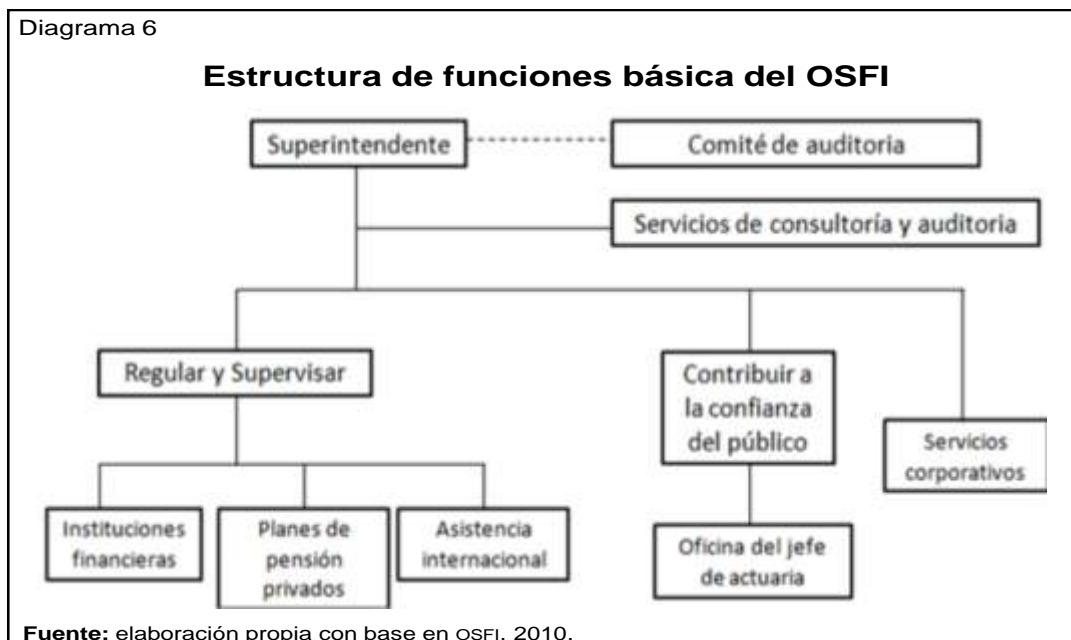 Diagrama 6
Estructura de funciones básica del OSFI
Superintendente
Comité de auditoria
Servicios de consultoría y auditoria
Regular y Supervisar
Contribuir a
la confianza
del público
Servicios
corporativos
Instituciones
financieras
Planes de
pensión
privados
Asistencia
internacional
Oficina del jefe
de actuaria
Fuente: elaboración propia con base en OSFI, 2010.